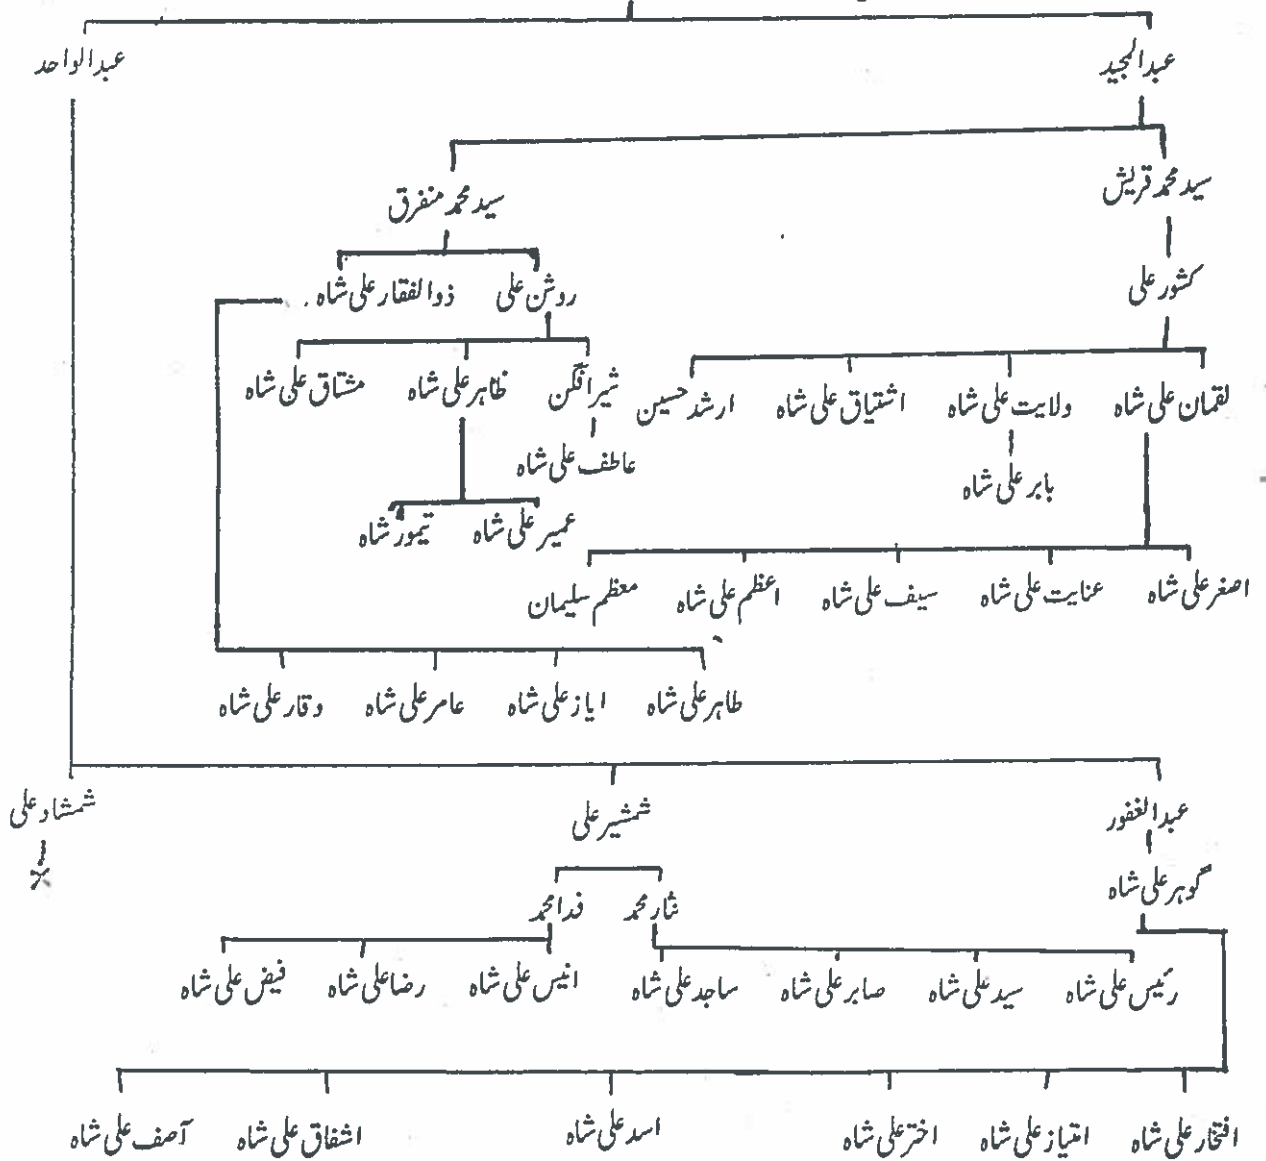 عبدالمجید عبدالواحد
سید محمد قریش سید محمد منفرق
کشور علی روشن علی ذوالفقار علی شاہ
لقمان علی شاہ ولایت علی شاہ اشتیاق علی شاہ ارشد حسین شیرافگن ظاہر علی شاہ مشتاق علی شاہ
بابر علی شاہ عاطف علی شاہ
عمیر علی شاہ تیمور شاہ
اصغر علی شاہ عنایت علی شاہ سیف علی شاہ اعظم علی شاہ معظم سلیمان
طاہر علی شاہ ایاز علی شاہ عامر علی شاہ وقار علی شاہ
عبدالغفور شمشیر علی شمشاد علی
گوہر علی شاہ نثار محمد فدا محمد
رئیس علی شاہ سید علی شاہ صابر علی شاہ ساجد علی شاہ انیس علی شاہ رضا علی شاہ فیض علی شاہ
افتخار علی شاہ امتیاز علی شاہ اختر علی شاہ اسد علی شاہ اشفاق علی شاہ آصف علی شاہ